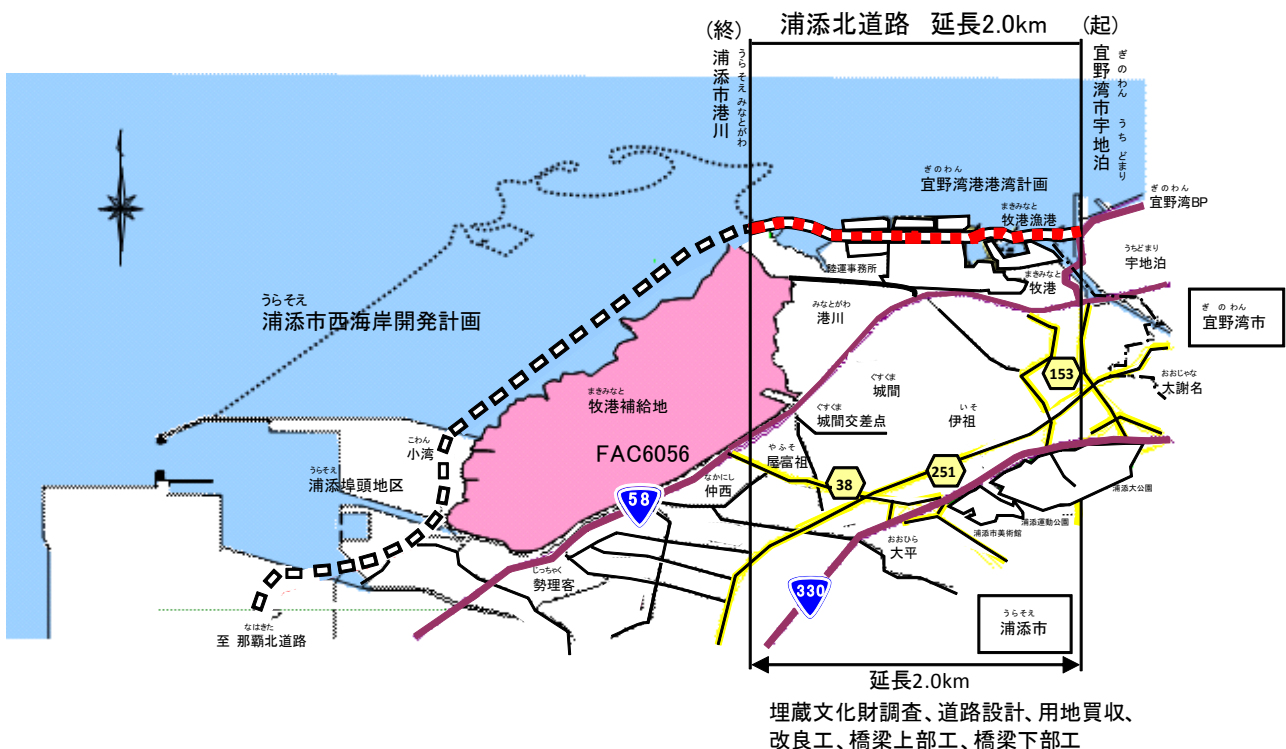 浦添北道路 延長2.0km
(終)
(起)
うらそえ みなとがわ
浦添市港川
ぎのわん うちどまり
宜野湾市宇地泊
宜野湾港港湾計画
ぎのわん
まきみなと
牧港漁港
ぎのわん
宜野湾BP
うちどまり
宇地泊
陸運事務所
まきみなと
牧港
うらそえ
浦添市西海岸開発計画
みなとがわ
港川
ぎのわん
宜野湾市
153
おおじゃな
大謝名
まきみなと
牧港補給地
FAC6056
ぐすくま
城間
ぐすくま
城間交差点
いそ
伊祖
こわん
小湾
うらそえ
浦添埠頭地区
やふそ
屋富祖
なかにし
仲西
58
38
251
浦添大公園
浦添運動公園
浦添市美術館
おおひら
大平
じっちゃく
勢理客
330
うらそえ
浦添市
なはきた
至 那覇北道路
延長2.0km
埋蔵文化財調査、道路設計、用地買収、
改良工、橋梁上部工、橋梁下部工